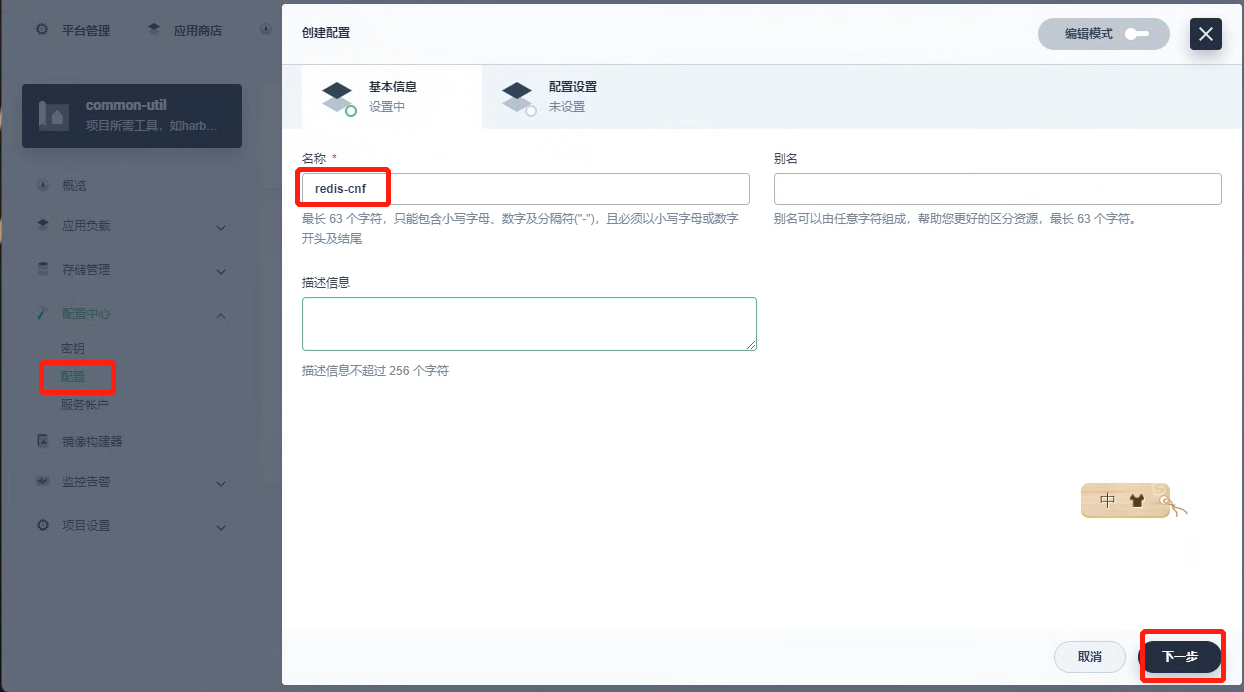 平台管理
应用商店
common-util
项目所需工具，如harb...
概览
应用负载
存储管理
配置中心
密钥
配置
服务帐户
镜像构建器
监控告警
项目设置
创建配置
编辑模式
基本信息
设置中
配置设置
未设置
名称 *
redis-cnf
最长 63 个字符，只能包含小写字母、数字及分隔符("-")，且必须以小写字母或数字
开头及结尾
别名
别名可以由任意字符组成，帮助您更好的区分资源，最长 63 个字符。
描述信息
描述信息不超过 256 个字符
中
取消
下一步